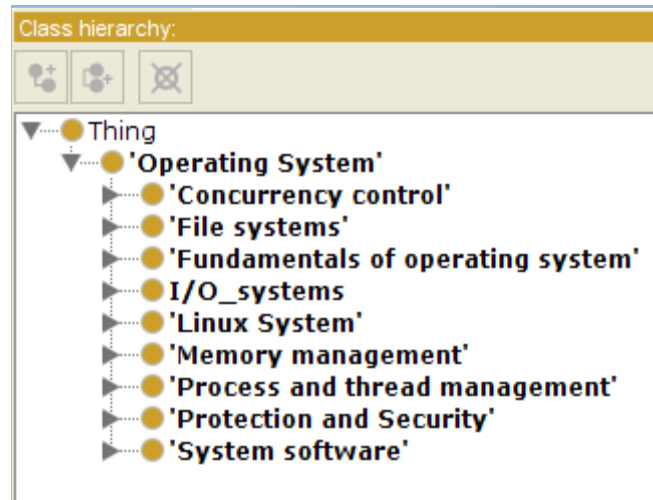 Class hierarchy:
Thing
'Operating System'
'Concurrency control'
'File systems'
'Fundamentals of operating system'
I/O_systems
'Linux System'
'Memory management'
'Process and thread management'
'Protection and Security'
'System software'